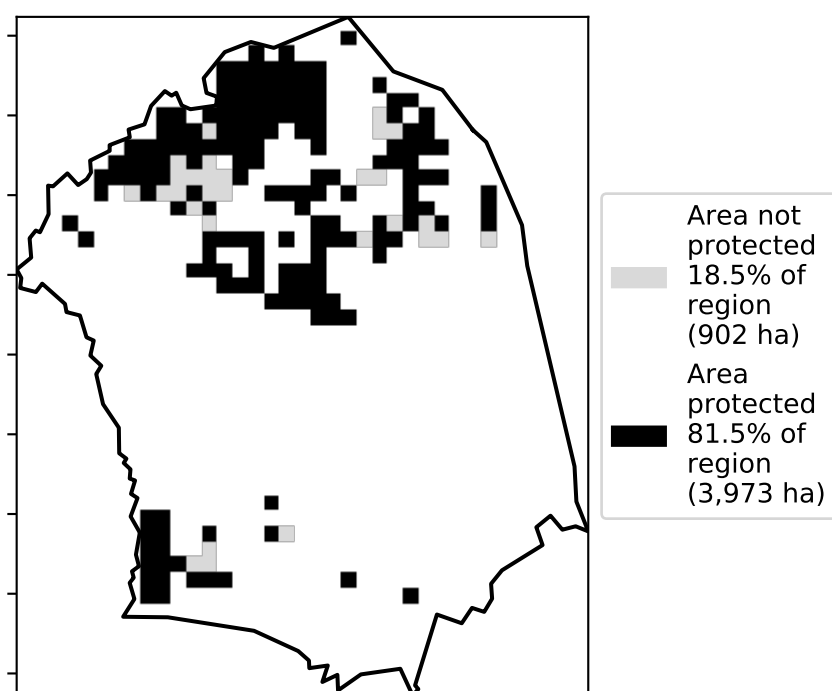 Area not
protected
18.5% of
region
(902 ha)
Area
protected
81.5% of
region
(3,973 ha)